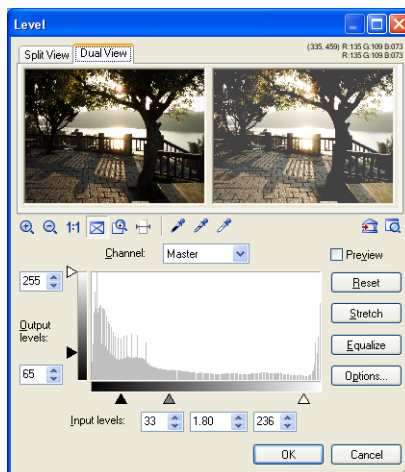 Level
Split View Dual View
(335, 459) R:135 G:109 B:073
R:135 G:109 B:073
1:1
Channel: Master Preview
255
Reset
Stretch
Output
levels:
Equalize
65
Options...
Input levels: 33 1.80 236
OK Cancel